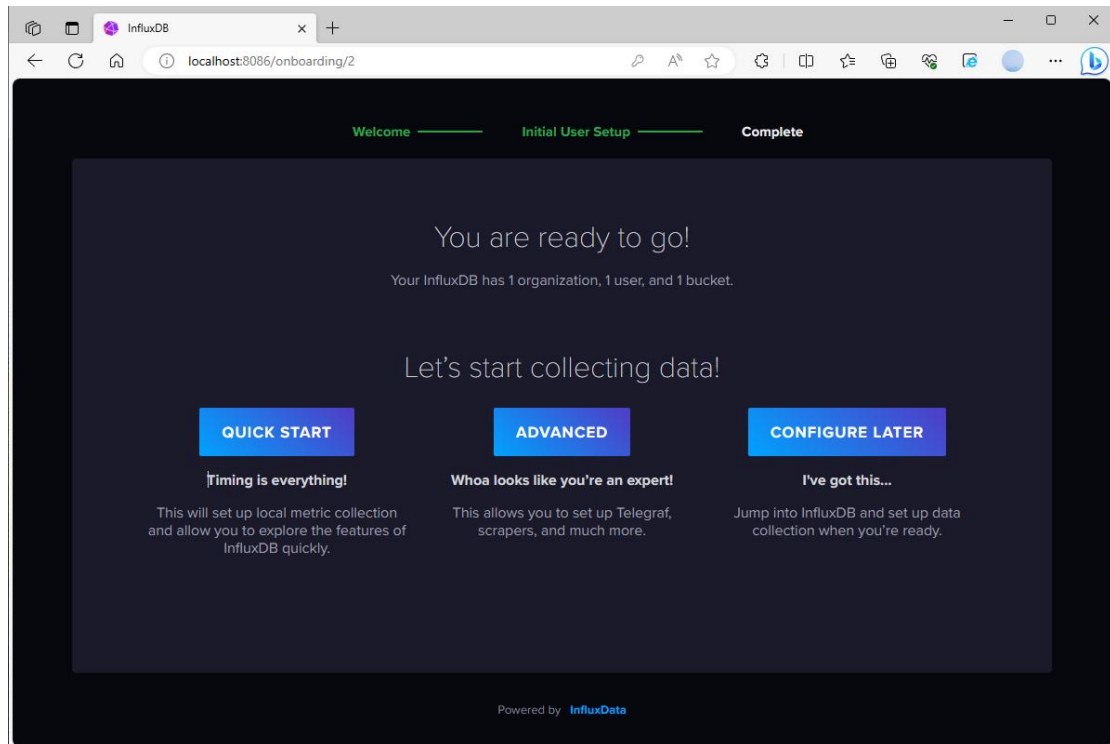 InfluxDB
localhost:8086/onboarding/2
Welcome
Initial User Setup
Complete
You are ready to go!
Your InfluxDB has 1 organization, 1 user, and 1 bucket.
Let's start collecting data!
QUICK START
Timing is everything!
This will set up local metric collection
and allow you to explore the features of
InfluxDB quickly.
ADVANCED
Whoa looks like you're an expert!
This allows you to set up Telegraf,
scrapers, and much more.
CONFIGURE LATER
I've got this...
Jump into InfluxDB and set up data
collection when you're ready.
Powered by InfluxData